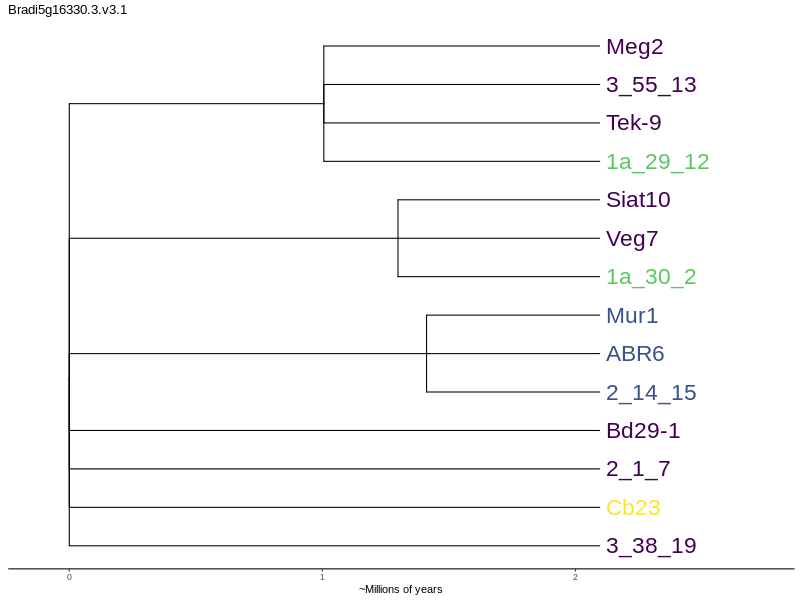 Bradi5g16330.3.v3.1
Meg2
3_55_13
Tek-9
1a_29_12
Siat10
Veg7
1a_30_2
Mur1
ABR6
2_14_15
Bd29-1
2_1_7
Cb23
3_38_19
0 1 2
~Millions of years